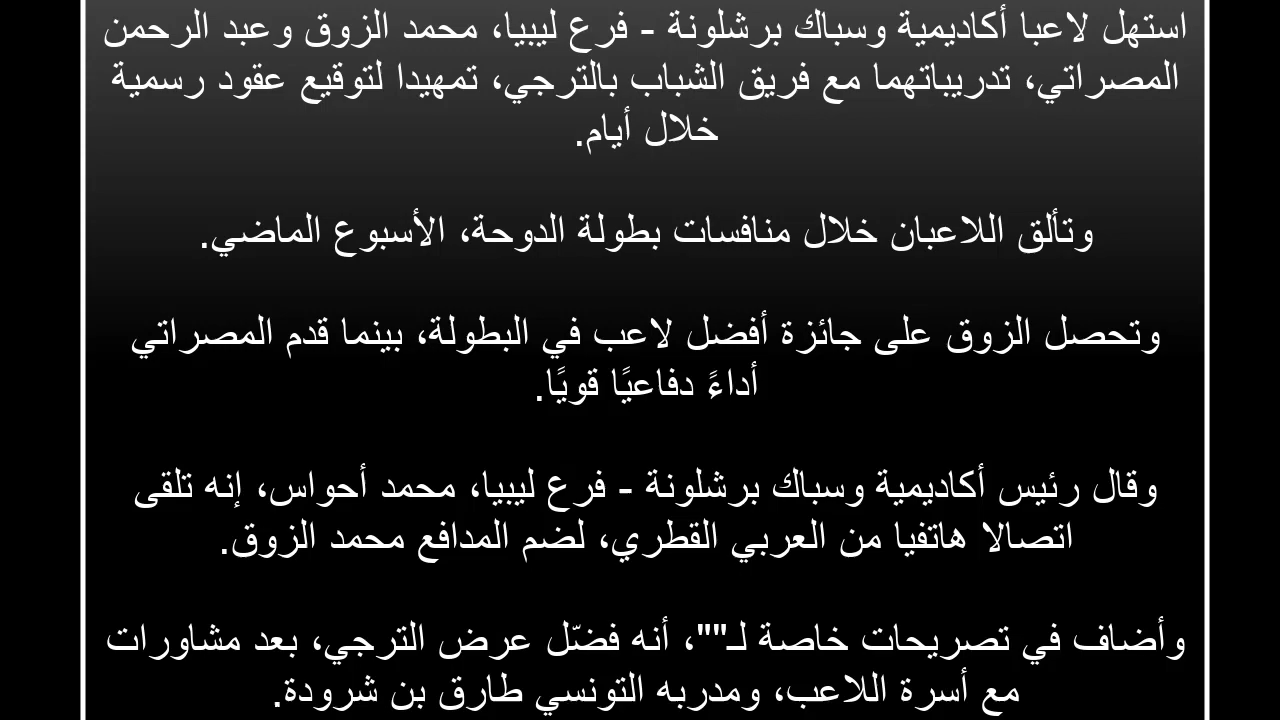 استهل لاعبا أكاديمية وسباك برشلونة - فرع ليبيا، محمد الزوق وعبد الرحمن
المصراتي، تدريباتهما مع فريق الشباب بالترجي، تمهيدا لتوقيع عقود رسمية
خلال أيام.
وتألق اللاعبان خلال منافسات بطولة الدوحة، الأسبوع الماضي.
وتحصل الزوق على جائزة أفضل لاعب في البطولة، بينما قدم المصراتي
أداءً دفاعيًا قويًا.
وقال رئيس أكاديمية وسباك برشلونة - فرع ليبيا، محمد أحواس، إنه تلقى
اتصالا هاتفيا من العربي القطري، لضم المدافع محمد الزوق.
وأضاف في تصريحات خاصة لـ""، أنه فضّل عرض الترجي، بعد مشاورات
مع أسرة اللاعب، ومدربه التونسي طارق بن شرودة.